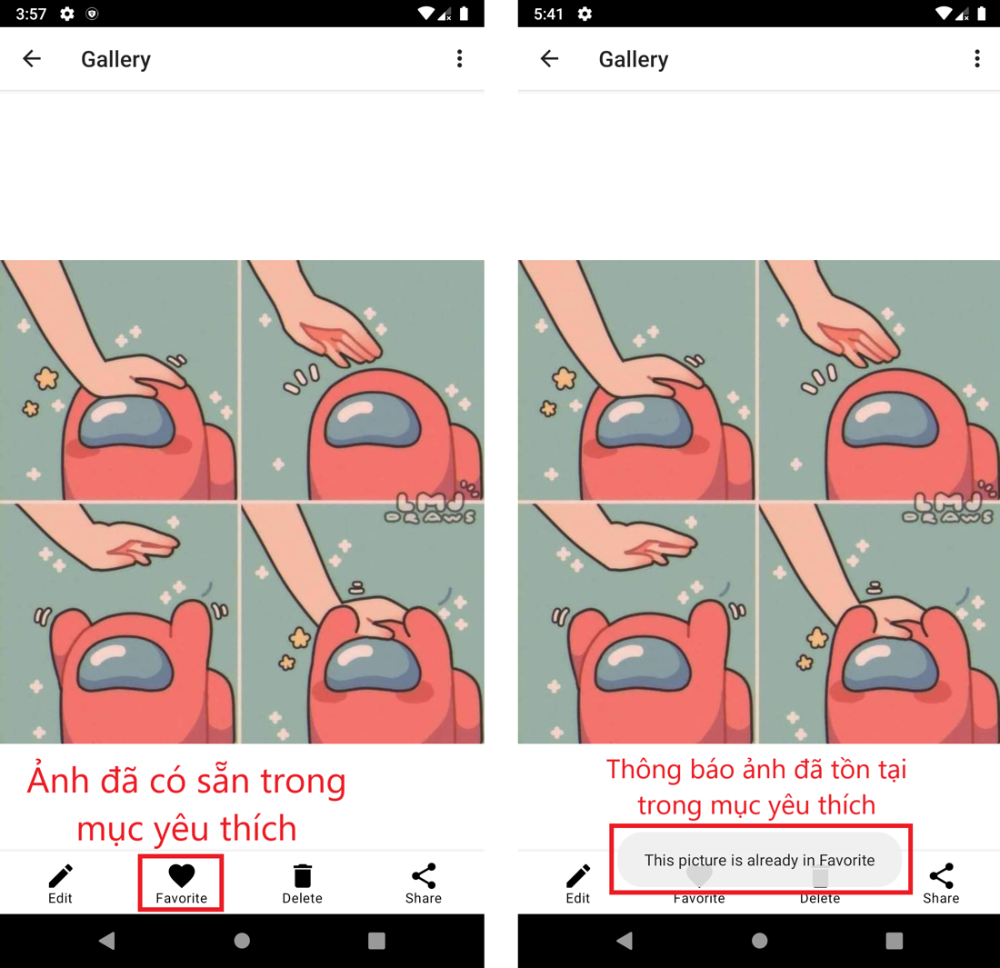 3:57
Gallery
LMJ
DRAWS
Ảnh đã có sẵn trong
mục yêu thích
Edit
Favorite
Delete
Share
5:41
Gallery
LMJ
DRAWS
Thông báo ảnh đã tồn tại
trong mục yêu thích
This picture is already in Favorite
Edit
Favorite
Delete
Share